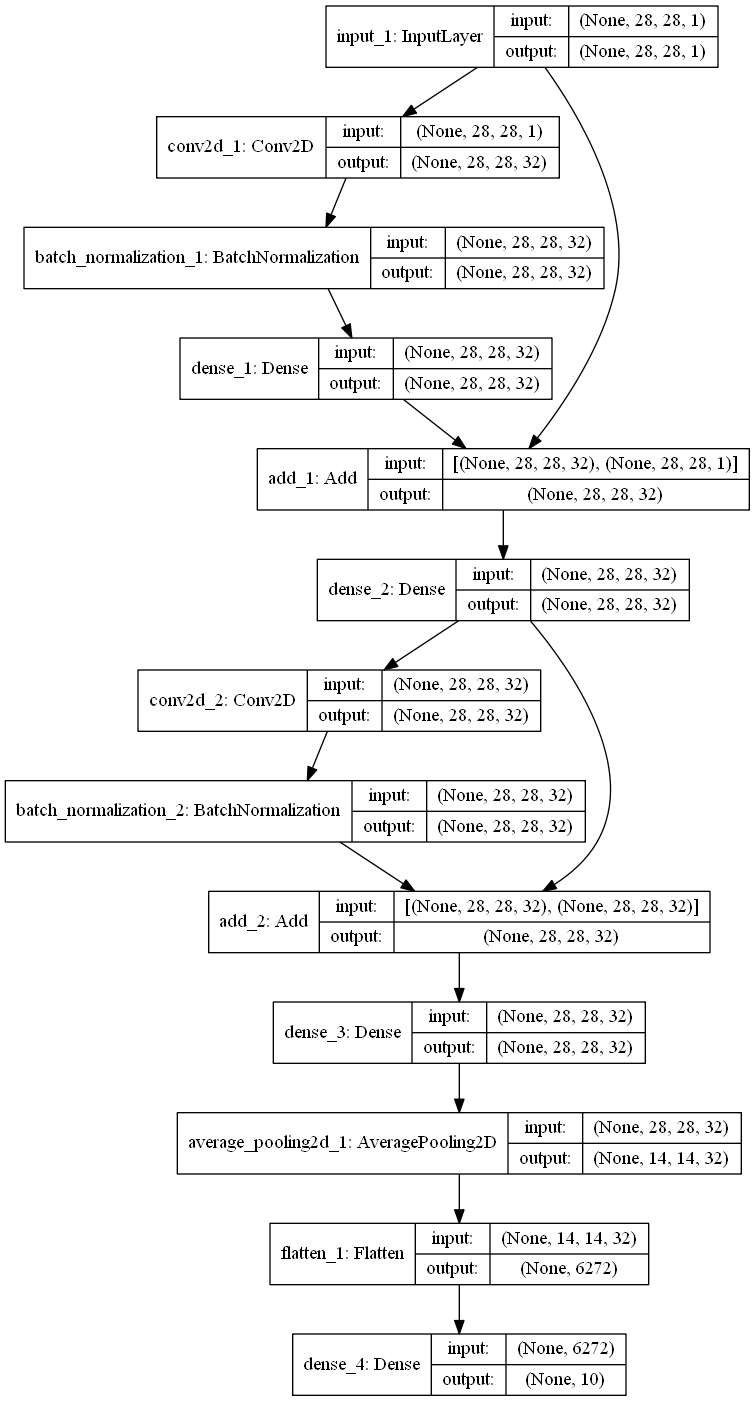 input_1: InputLayer
input: (None, 28, 28, 1)
output: (None, 28, 28, 1)
conv2d_1: Conv2D
input: (None, 28, 28, 1)
output: (None, 28, 28, 32)
batch_normalization_1: BatchNormalization
input: (None, 28, 28, 32)
output: (None, 28, 28, 32)
dense_1: Dense
input: (None, 28, 28, 32)
output: (None, 28, 28, 32)
add_1: Add
input: [(None, 28, 28, 32), (None, 28, 28, 1)]
output: (None, 28, 28, 32)
dense_2: Dense
input: (None, 28, 28, 32)
output: (None, 28, 28, 32)
conv2d_2: Conv2D
input: (None, 28, 28, 32)
output: (None, 28, 28, 32)
batch_normalization_2: BatchNormalization
input: (None, 28, 28, 32)
output: (None, 28, 28, 32)
add_2: Add
input: [(None, 28, 28, 32), (None, 28, 28, 32)]
output: (None, 28, 28, 32)
dense_3: Dense
input: (None, 28, 28, 32)
output: (None, 28, 28, 32)
average_pooling2d_1: AveragePooling2D
input: (None, 28, 28, 32)
output: (None, 14, 14, 32)
flatten_1: Flatten
input: (None, 14, 14, 32)
output: (None, 6272)
dense_4: Dense
input: (None, 6272)
output: (None, 10)